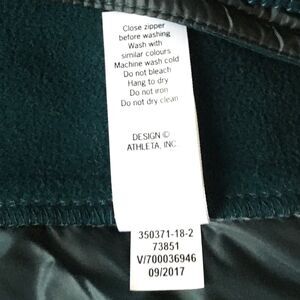 Close zipper
before washing
Wash with
similar colours
Machine wash cold
Do not bleach
Hang to dry
Do not iron
Do not dry clean
DESIGN ©
ATHLETA, INC.
350371-18-2
73851
V/700036946
09/2017